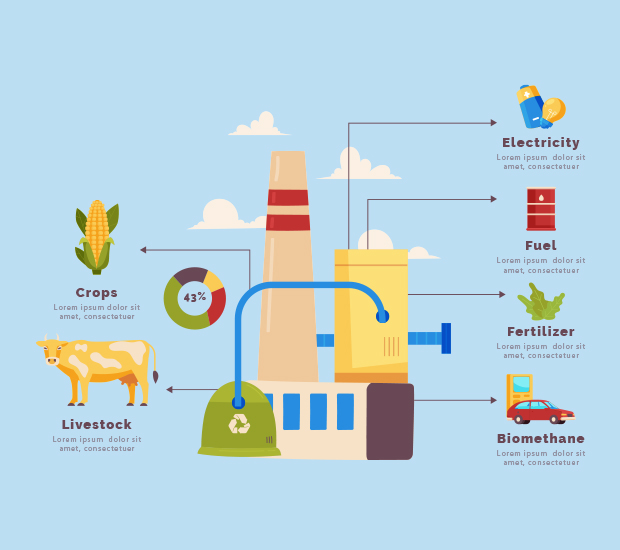 Electricity
Lorem ipsum dolor sit
amet, consectetuer
Fuel
Lorem ipsum dolor sit
amet, consectetuer
Fertilizer
Lorem ipsum dolor sit
amet, consectetuer
Biomethane
Lorem ipsum dolor sit
amet, consectetuer
Crops
Lorem ipsum dolor sit
amet, consectetuer
43%
Livestock
Lorem ipsum dolor sit
amet, consectetuer